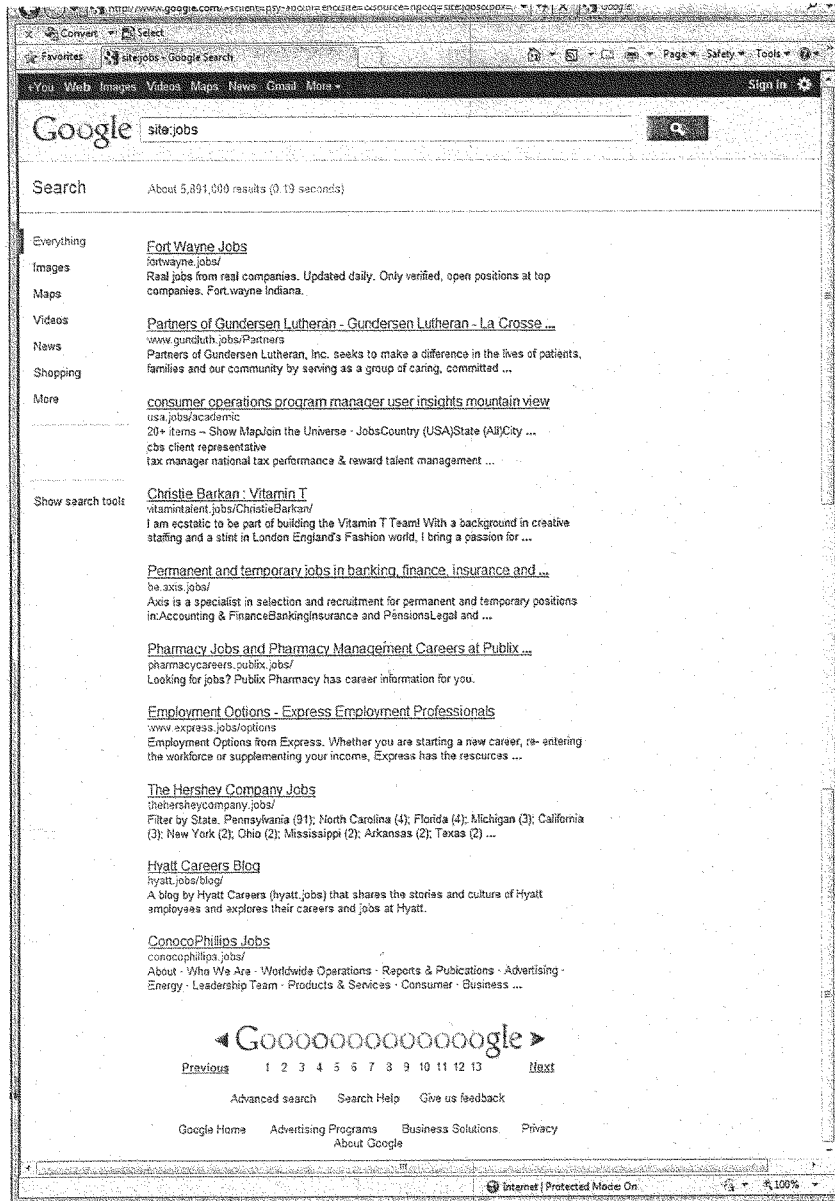 Convert Select
Favorites site:jobs - Google Search Page Safety Tools
+You Web Images Videos Maps News Gmail More Sign in
Google site:jobs
Search About 5,891,000 results (0.19 seconds)
Everything
Images
Maps
Videos
News
Shopping
More
Show search tools
Fort Wayne Jobs
fortwayne.jobs/
Real jobs from real companies. Updated daily. Only verified, open positions at top
companies. Fort.wayne Indiana.
Partners of Gundersen Lutheran - Gundersen Lutheran - La Crosse ...
www.gundluth.jobs/Partners
Partners of Gundersen Lutheran, Inc. seeks to make a difference in the lives of patients,
families and our community by serving as a group of caring, committed ...
consumer operations program manager user insights mountain view
usa.jobs/academic
20+ items – Show MapJoin the Universe · JobsCountry (USA)State (All)City ...
cbs client representative
tax manager national tax performance & reward talent management ...
Christie Barkan : Vitamin T
vitamintalent.jobs/ChristieBarkan/
I am ecstatic to be part of building the Vitamin T Team! With a background in creative
staffing and a stint in London England's Fashion world, I bring a passion for ...
Permanent and temporary jobs in banking, finance, insurance and ...
be.axis.jobs/
Axis is a specialist in selection and recruitment for permanent and temporary positions
in:Accounting & FinanceBankingInsurance and PensionsLegal and ...
Pharmacy Jobs and Pharmacy Management Careers at Publix ...
pharmacycareers.publix.jobs/
Looking for jobs? Publix Pharmacy has career information for you.
Employment Options - Express Employment Professionals
www.express.jobs/options
Employment Options from Express. Whether you are starting a new career, re- entering
the workforce or supplementing your income, Express has the resources ...
The Hershey Company Jobs
thehersheycompany.jobs/
Filter by State. Pennsylvania (91); North Carolina (4); Florida (4); Michigan (3); California
(3); New York (2); Ohio (2); Mississippi (2); Arkansas (2); Texas (2) ...
Hyatt Careers Blog
hyatt.jobs/blog/
A blog by Hyatt Careers (hyatt.jobs) that shares the stories and culture of Hyatt
employees and explores their careers and jobs at Hyatt.
ConocoPhillips Jobs
conocophillips.jobs/
About · Who We Are · Worldwide Operations · Reports & Pubications · Advertising ·
Energy · Leadership Team · Products & Services · Consumer · Business ...
Gooooooooooooogle
Previous 1 2 3 4 5 6 7 8 9 10 11 12 13 Next
Advanced search Search Help Give us feedback
Google Home Advertising Programs Business Solutions Privacy
About Google
Internet | Protected Mode: On 100%